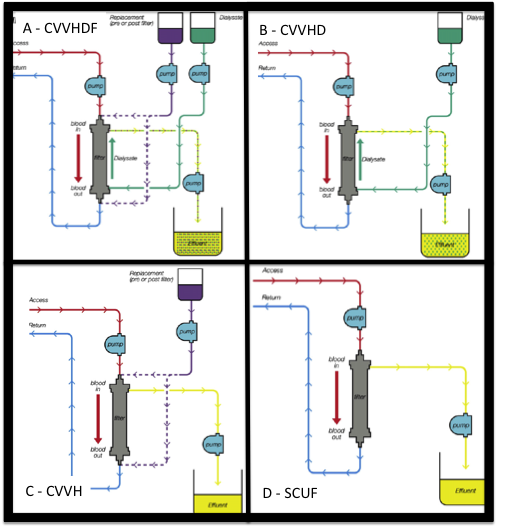 A - CVVHDF
Replacement
(pre or post filter)
Dialysate
Access
pump
pump
pump
blood
in
filter
Dialysate
blood
out
pump
Effluent
B - CVVHD
Dialys
Access
Return
pump
pump
blood
in
filter
Dialysate
blood
out
pump
Effluent
Replacement
(pre or post filter)
Access
Return
pump
pump
blood
in
filter
blood
out
pump
C - CVVH
Effluent
Access
Return
pump
blood
in
filter
blood
out
pump
D - SCUF
Effluent